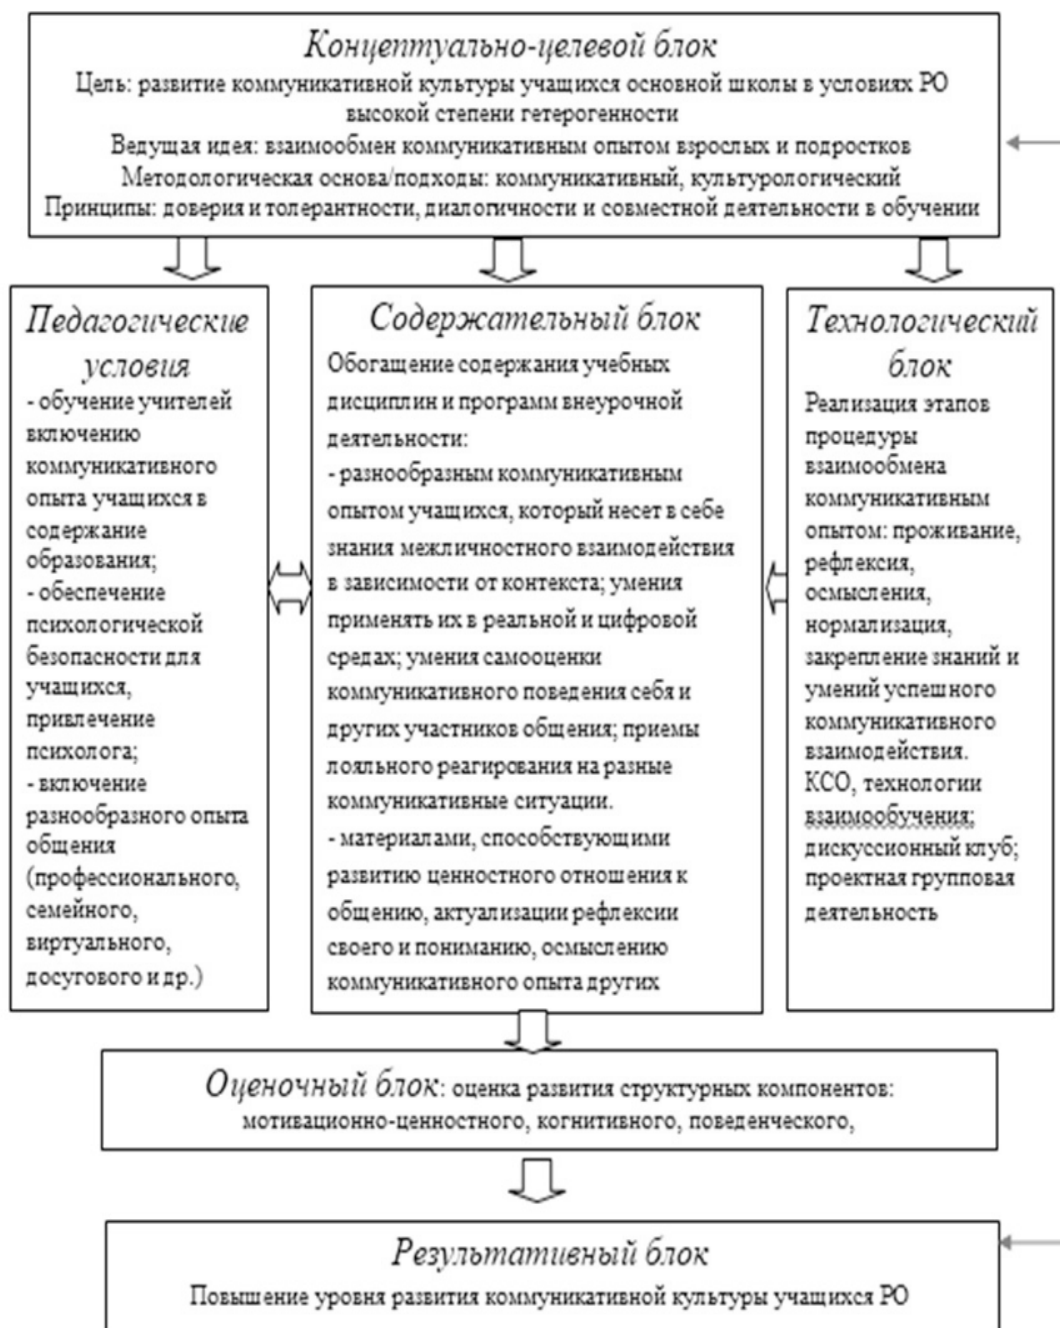 Концептуально-целевой блок
Цель: развитие коммуникативной культуры учащихся основной школы в условиях РО
высокой степени гетерогенности
Ведущая идея: взаимообмен коммуникативным опытом взрослых и подростков
Методологическая основа/подходы: коммуникативный, культурологический
Принципы: доверия и толерантности, диалогичности и совместной деятельности в обучении
Педагогические
условия
- обучение учителей
включению
коммуникативного
опыта учащихся в
содержание
образования;
- обеспечение
психологической
безопасности для
учащихся,
привлечение
психолога;
- включение
разнообразного опыта
общения
(профессионального,
семейного,
виртуального,
досугового и др.)
Содержательный блок
Обогащение содержания учебных
дисциплин и программ внеурочной
деятельности:
- разнообразным коммуникативным
опытом учащихся, который несет в себе
знания межличностного взаимодействия
в зависимости от контекста; умения
применять их в реальной и цифровой
средах; умения самооценки
коммуникативного поведения себя и
других участников общения; приемы
лояльного реагирования на разные
коммуникативные ситуации.
- материалами, способствующими
развитию ценностного отношения к
общению, актуализации рефлексии
своего и пониманию, осмыслению
коммуникативного опыта других
Технологический
блок
Реализация этапов
процедуры
взаимообмена
коммуникативным
опытом: проживание,
рефлексия,
осмысления,
нормализация,
закрепление знаний и
умений успешного
коммуникативного
взаимодействия.
КСО, технологии
взаимообучения;
дискуссионный клуб;
проектная групповая
деятельность
Оценочный блок: оценка развития структурных компонентов:
мотивационно-ценностного, когнитивного, поведенческого,
Результативный блок
Повышение уровня развития коммуникативной культуры учащихся РО